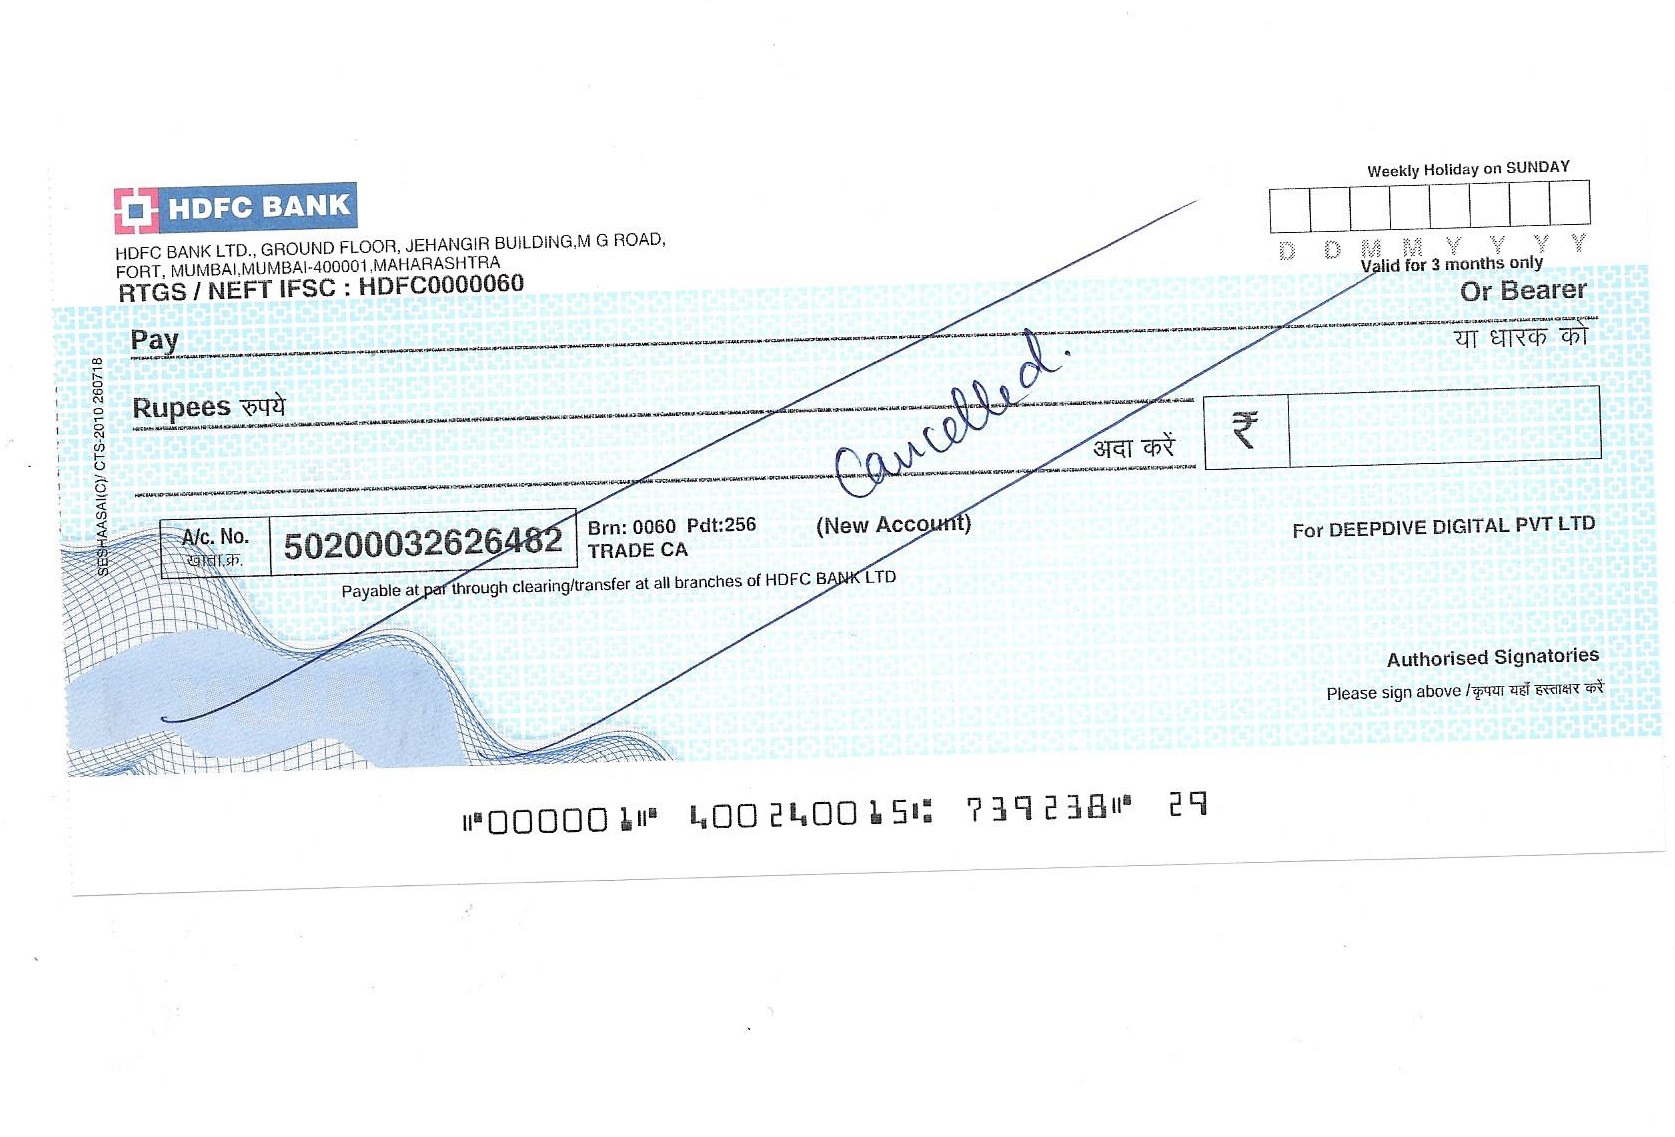 Weekly Holiday on SUNDAY
HDFC BANK
HDFC BANK LTD., GROUND FLOOR, JEHANGIR BUILDING,M G ROAD,
FORT, MUMBAI,MUMBAI-400001,MAHARASHTRA
RTGS / NEFT IFSC : HDFC0000060
D D M M Y Y Y Y
Valid for 3 months only
Or Bearer
या धारक को
Pay
Rupees रुपये
Cancelled.
अदा करें
₹
SESHAASAI(C)/ CTS-2010 260718
A/c. No.
खाता.क्र.
50200032626482
Brn: 0060 Pdt:256 (New Account)
TRADE CA
For DEEPDIVE DIGITAL PVT LTD
Payable at par through clearing/transfer at all branches of HDFC BANK LTD
Authorised Signatories
Please sign above /कृपया यहाँ हस्ताक्षर करें
⑈000001⑈ 400240015⑆ 739238⑈ 29